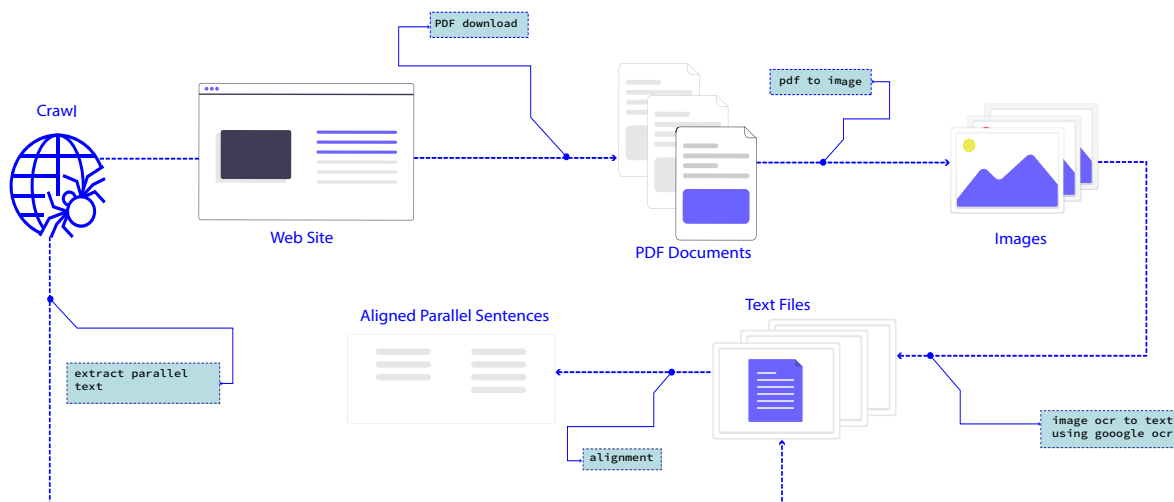 PDF download
pdf to image
Crawl
Web Site
PDF Documents
Images
Aligned Parallel Sentences
Text Files
extract parallel
text
image ocr to text
using gooogle ocr
alignment